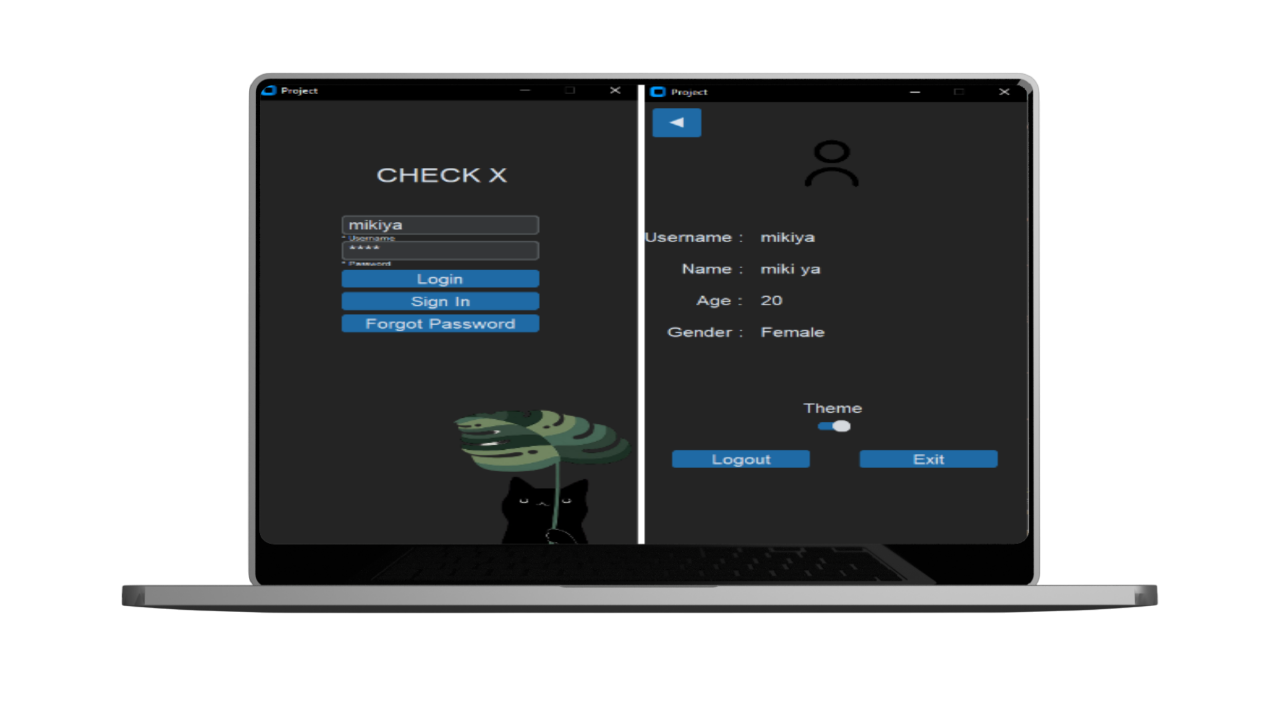 Project
CHECK X
mikiya
* Username
****
* Password
Login
Sign In
Forgot Password
Project
Username : mikiya
Name : miki ya
Age : 20
Gender : Female
Theme
Logout
Exit